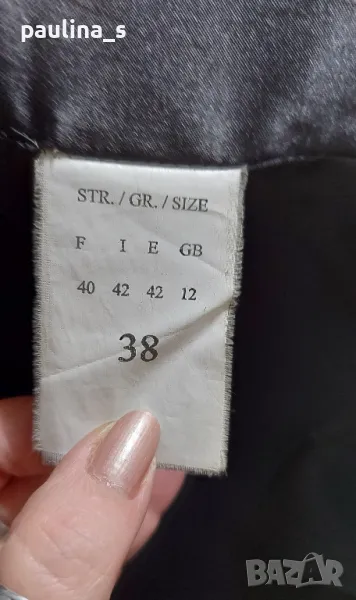 paulina_s
STR. / GR. / SIZE
F I E GB
40 42 42 12
38
BAZAR